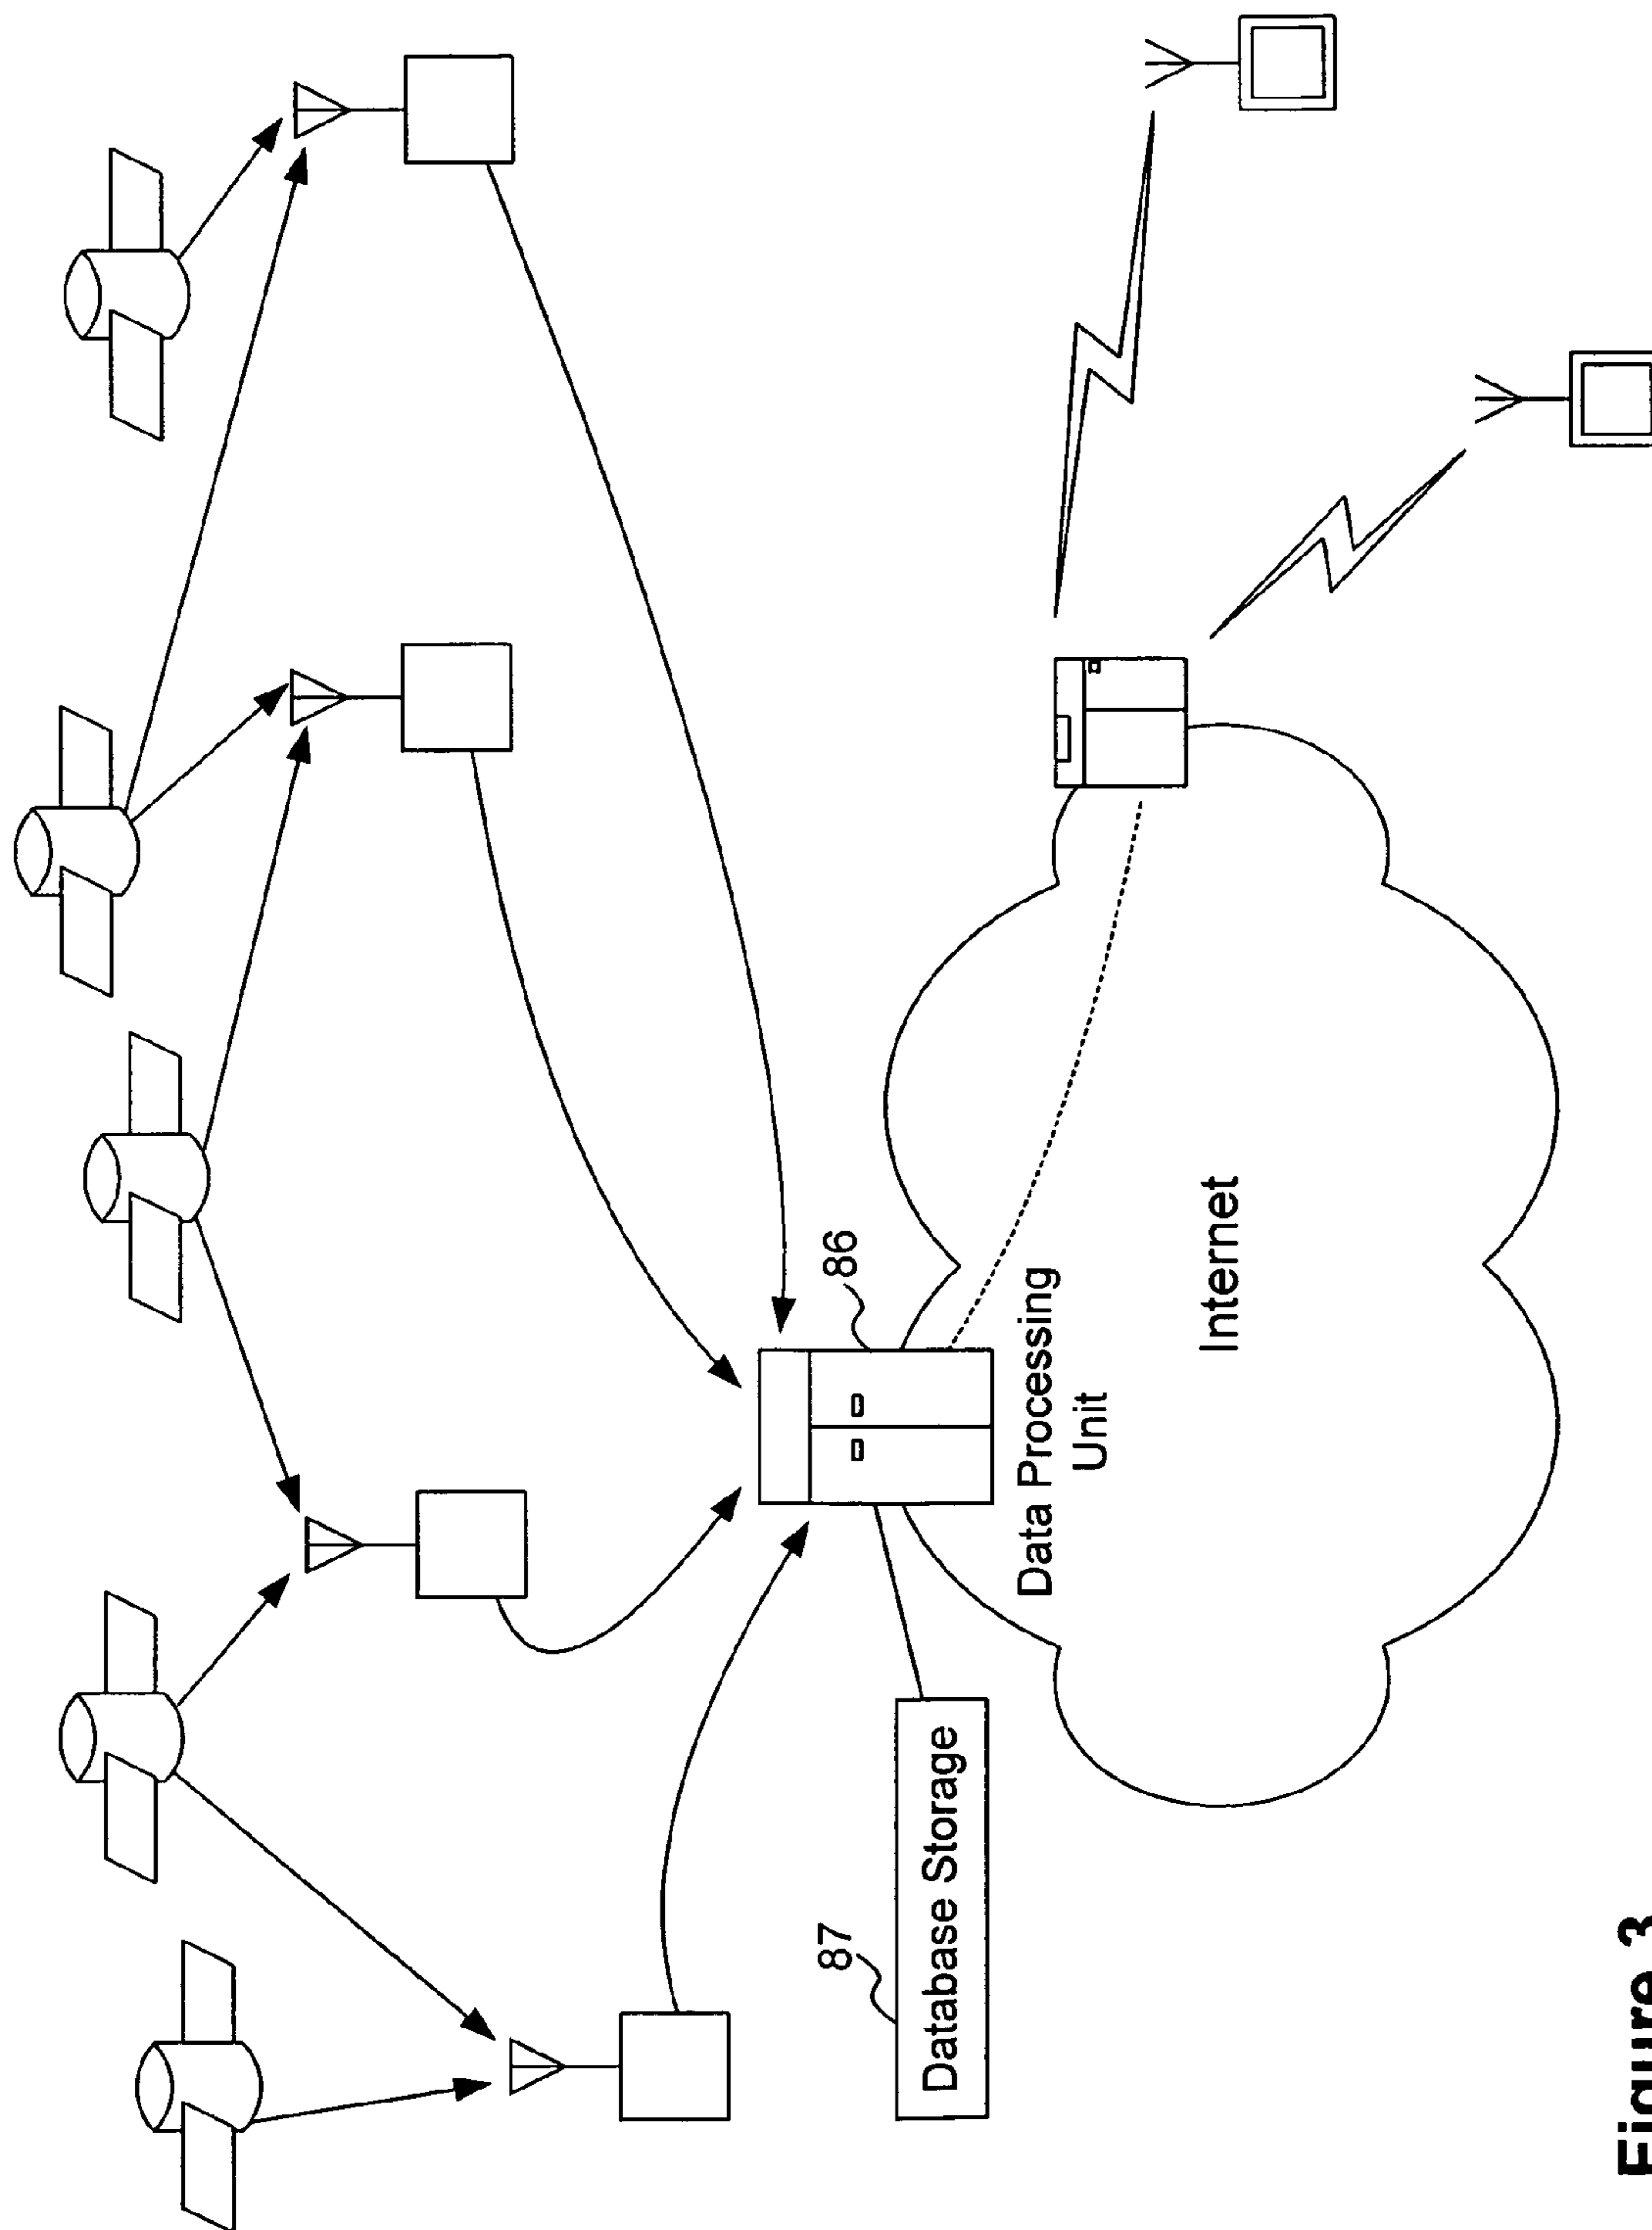 87
Database Storage
86
Data Processing
Unit
Internet
Figure 3